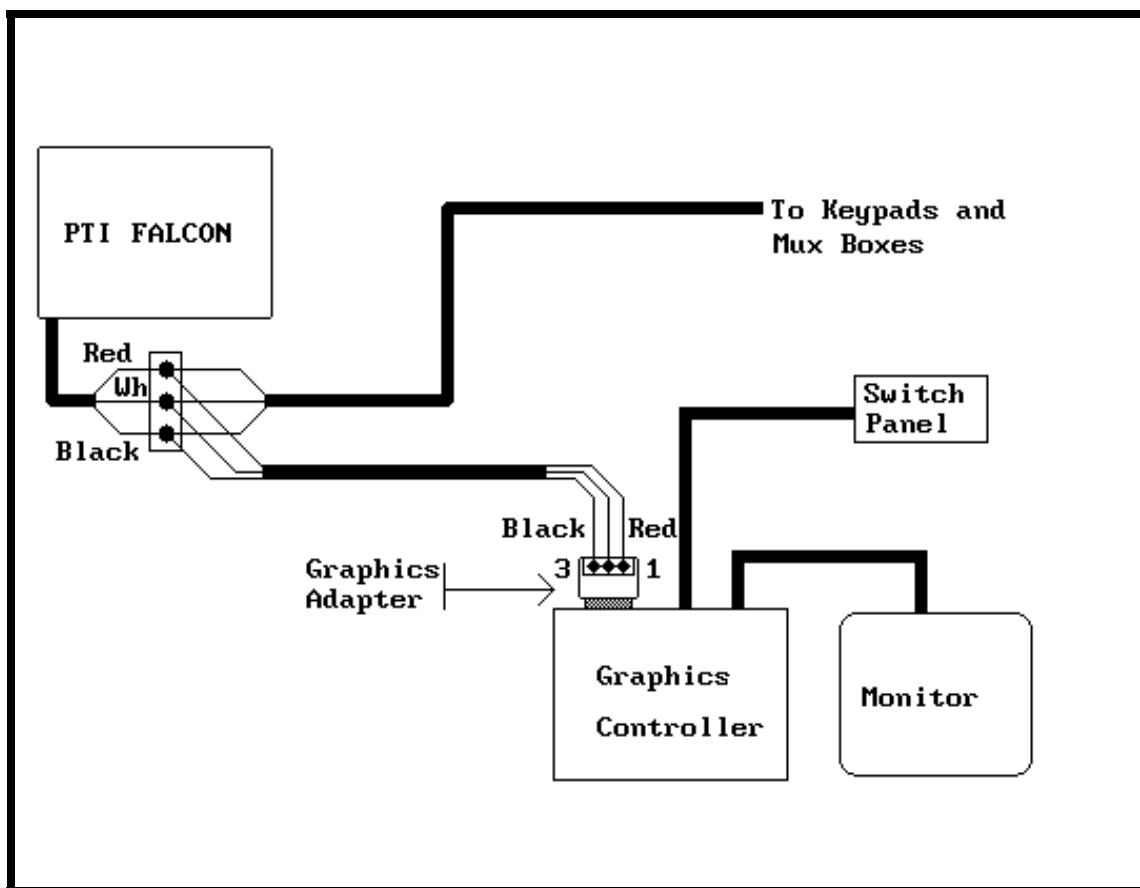 PTI FALCON
To Keypads and
Mux Boxes
Red
Wh
Black
Switch
Panel
Black
Red
3
1
Graphics
Adapter
Graphics
Controller
Monitor